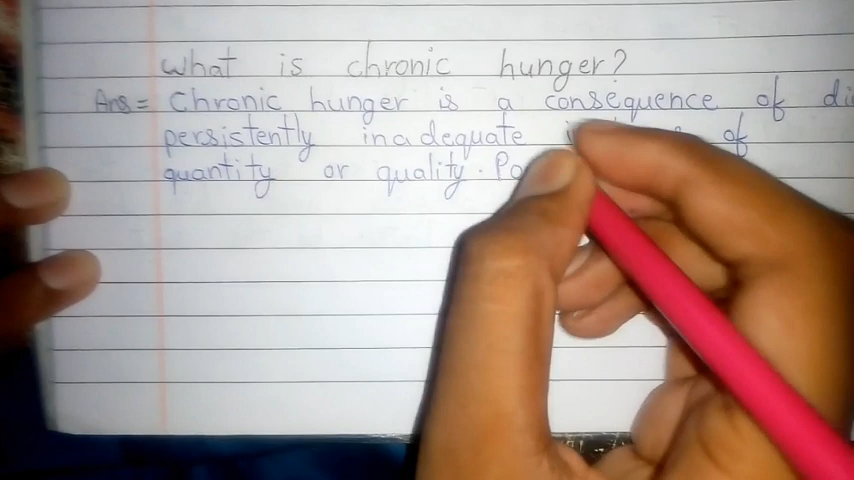 What is chronic hunger?
Ans = Chronic hunger is a consequence of
persistently inadequate of
quantity or quality.